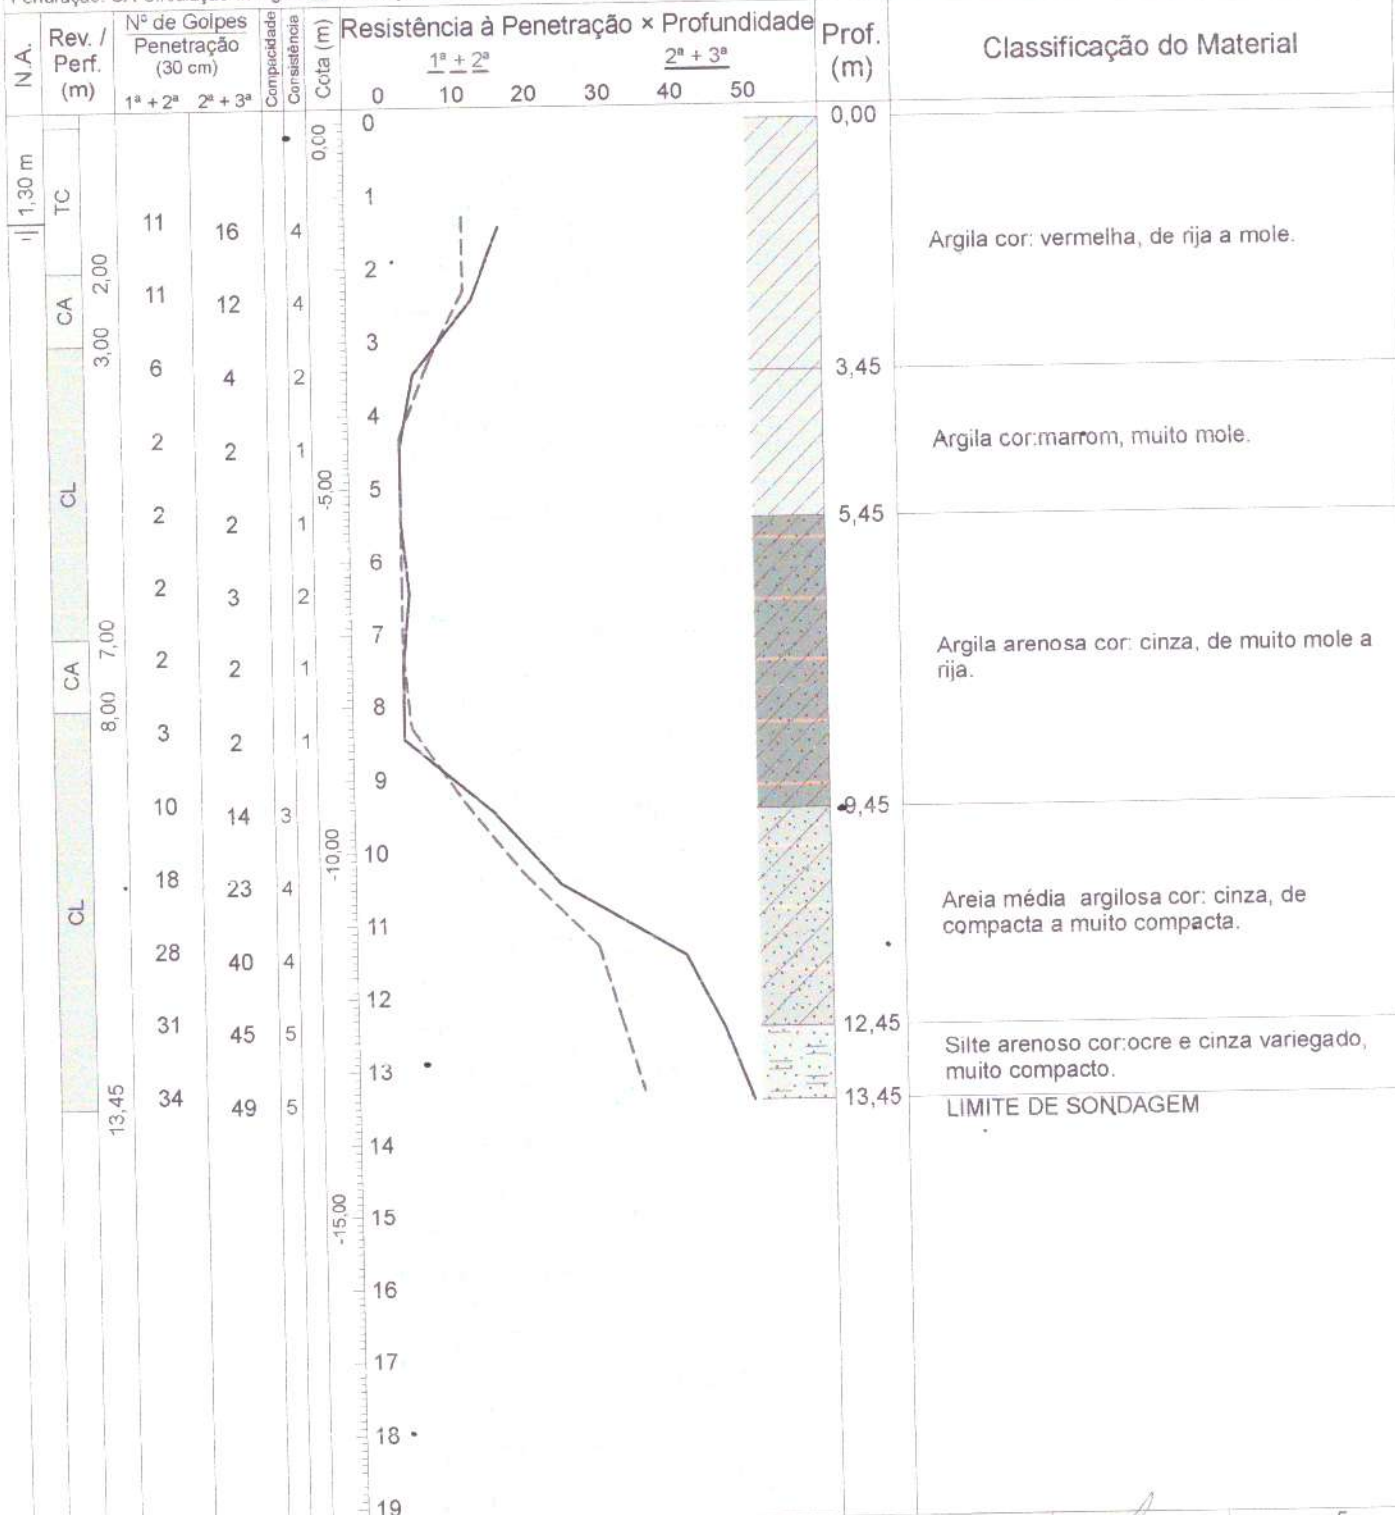 N.A.
Rev. /
Perf.
(m)
Nº de Golpes
Penetração
(30 cm)
1ª + 2ª 2ª + 3ª
Compacidade
Consistência
Cota (m)
Resistência à Penetração × Profundidade
1ª + 2ª 2ª + 3ª
0 10 20 30 40 50
Prof.
(m)
Classificação do Material
1,30 m
TC
2,00
CA
3,00
CL
7,00
CA
8,00
CL
13,45
11 16 4
11 12 4
6 4 2
2 2 1
2 2 1
2 3 2
2 2 1
3 2 1
10 14 3
18 23 4
28 40 4
31 45 5
34 49 5
0,00
-5,00
-10,00
-15,00
0
1
2
3
4
5
6
7
8
9
10
11
12
13
14
15
16
17
18
19
0,00
Argila cor: vermelha, de rija a mole.
3,45
Argila cor:marrom, muito mole.
5,45
Argila arenosa cor: cinza, de muito mole a
rija.
9,45
Areia média argilosa cor: cinza, de
compacta a muito compacta.
12,45
Silte arenoso cor:ocre e cinza variegado,
muito compacto.
13,45
LIMITE DE SONDAGEM